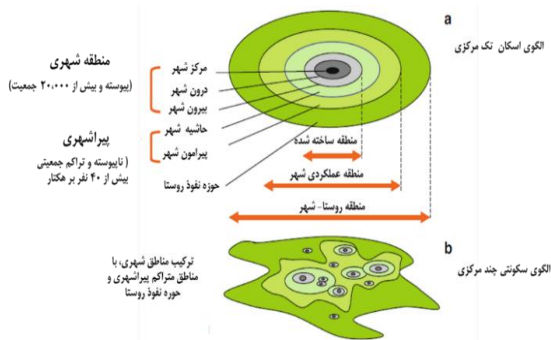 a
الگوی اسکان تک مرکزی
منطقه شهری
(پیوسته و بیش از ۲۰،۰۰۰ جمعیت)
مرکز شهر
درون شهر
بیرون شهر
پیراشهری
( ناپیوسته و تراکم جمعیتی
بیش از ۴۰ نفر بر هکتار
حاشیه شهر
پیرامون شهر
حوزه نفوذ روستا
منطقه ساخته شده
منطقه عملکردی شهر
منطقه روستا- شهر
b
الگوی سکونتی چند مرکزی
ترکیب مناطق شهری، با
مناطق متراکم پیراشهری و
حوزه نفوذ روستا